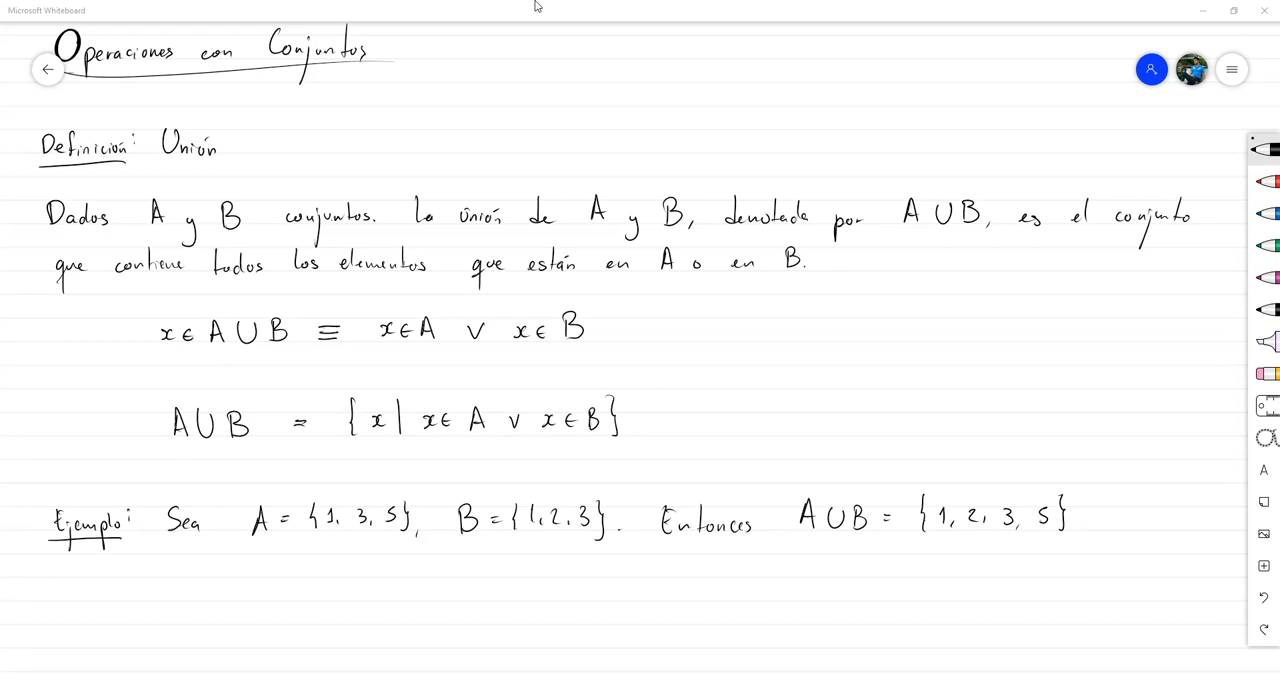 Microsoft Whiteboard
Operaciones con Conjuntos
Definición: Unión
Dados A y B conjuntos. La únión de A y B, denotada por A ∪ B, es el conjunto
que contiene todos los elementos que están en A o en B.
x ∈ A ∪ B ≡ x ∈ A ∨ x ∈ B
A ∪ B = {x | x ∈ A ∨ x ∈ B}
Ejemplo: Sea A = {1, 3, 5}, B = {1, 2, 3}. Entonces A ∪ B = {1, 2, 3, 5}
A